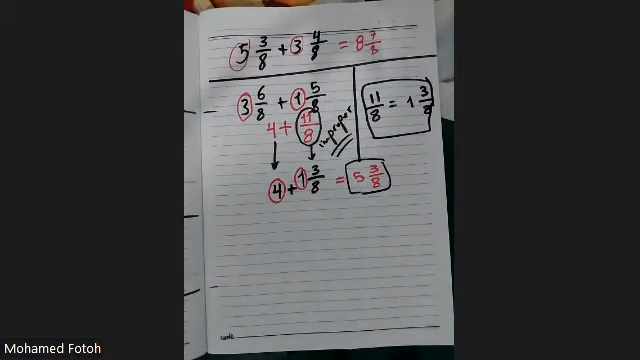 5 3/8 + 3 4/8 = 8 7/8
3 6/8 + 1 5/8
4 + 11/8
improper
11/8 = 1 3/8
4 + 1 3/8 = 5 3/8
Mohamed Fotoh